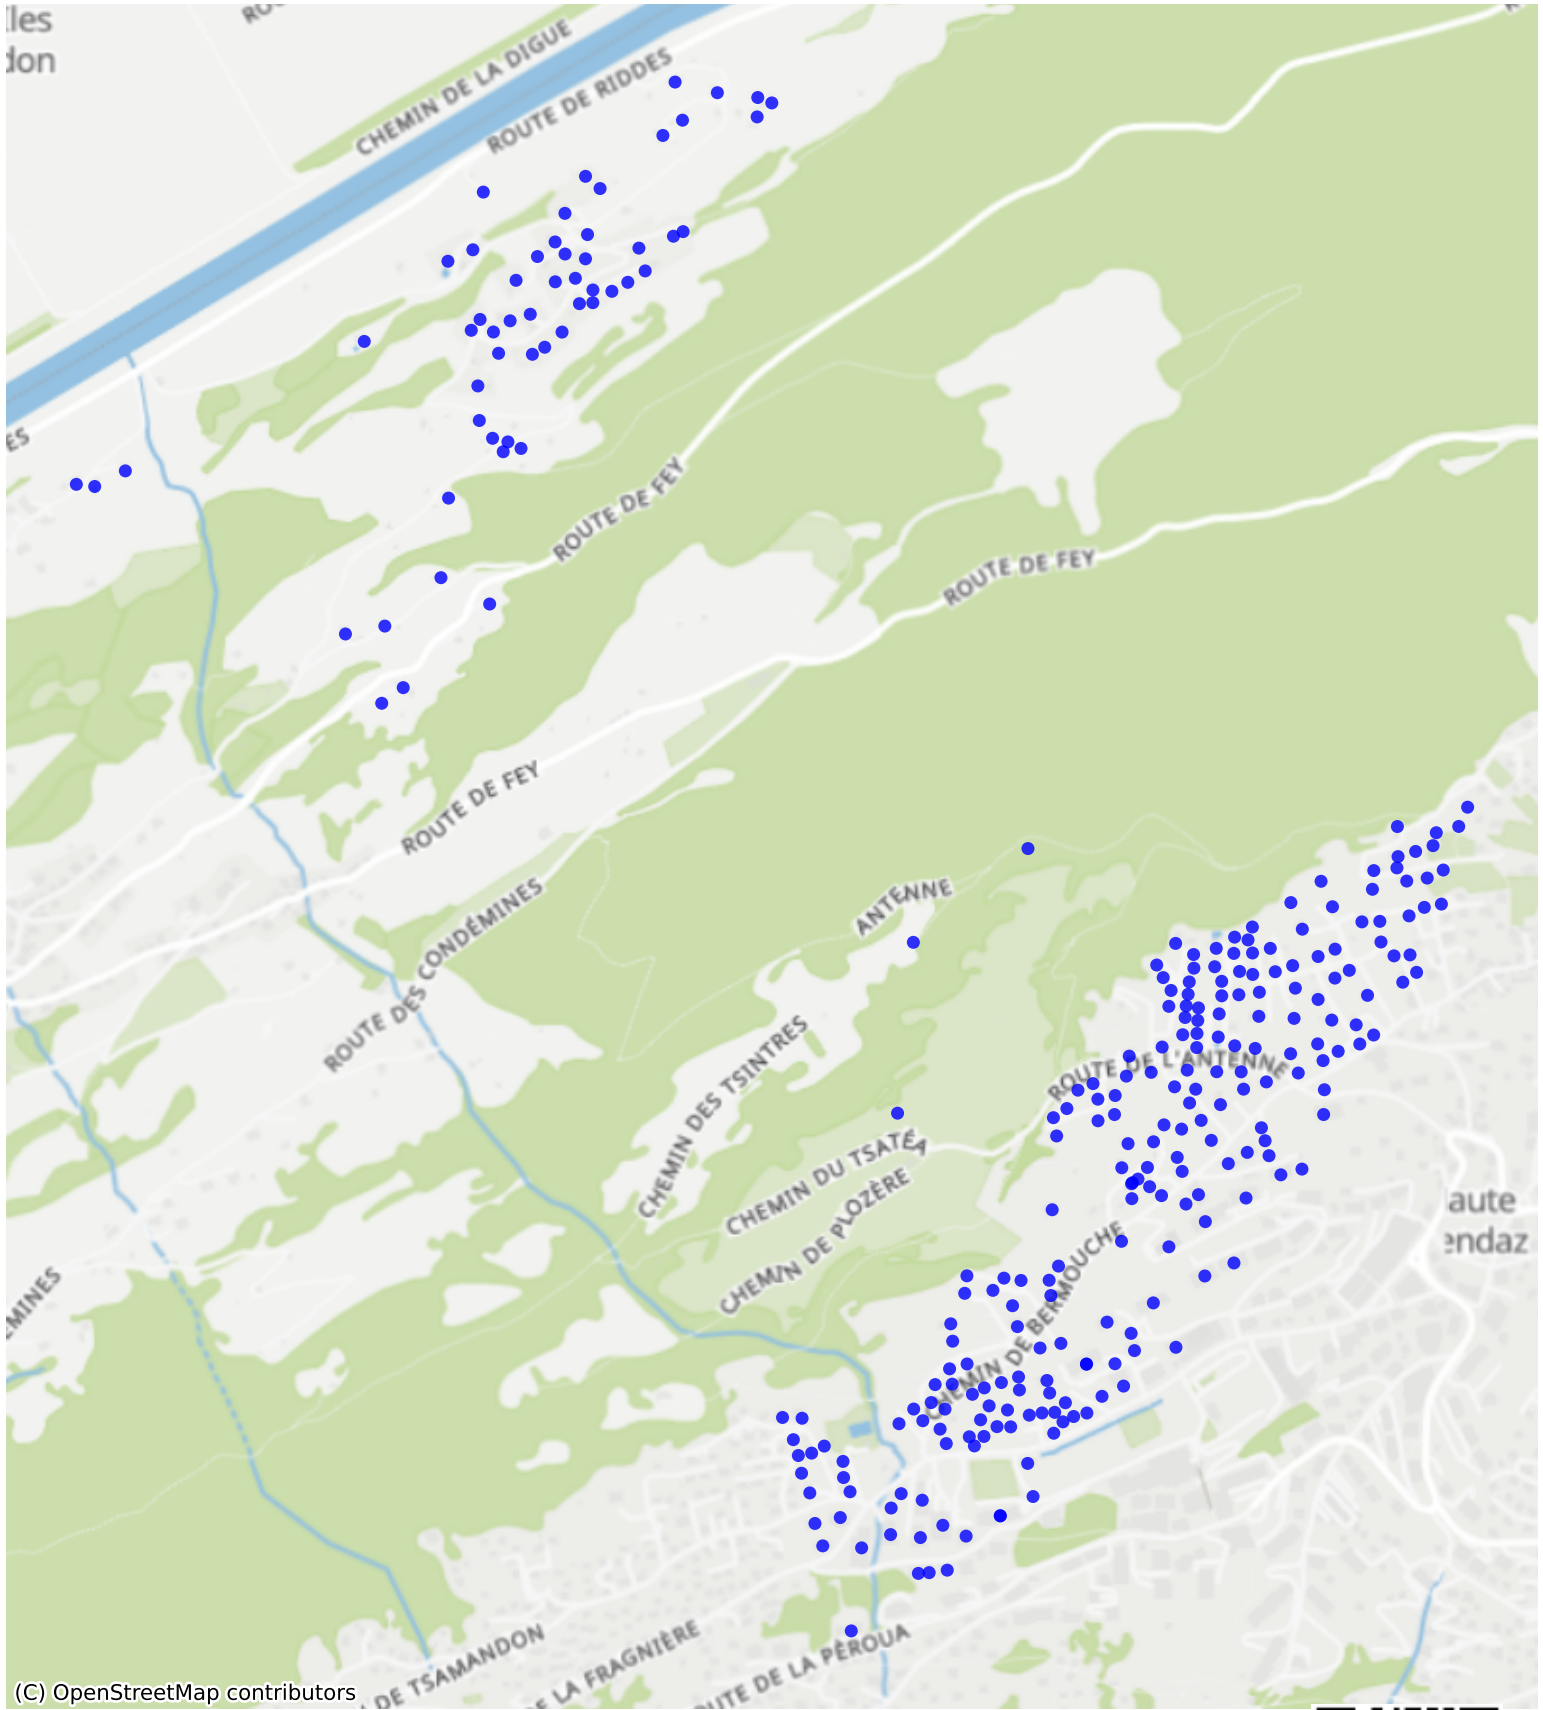 CHEMIN DE LA DIGUE
ROUTE DE RIDDES
ROUTE DE FEY
ROUTE DE FEY
ROUTE DE FEY
ANTENNE
ROUTE DES CONDÉMINES
CHEMIN DES TSINTRES
ROUTE DE L'ANTENNE
CHEMIN DU TSATÉA
CHEMIN DE PLOZÈRE
CHEMIN DE BERMOUCHE
aute
endaz
DE TSAMANDON
DE LA FRAGNIÈRE
UTE DE LA PÈROUA
(C) OpenStreetMap contributors